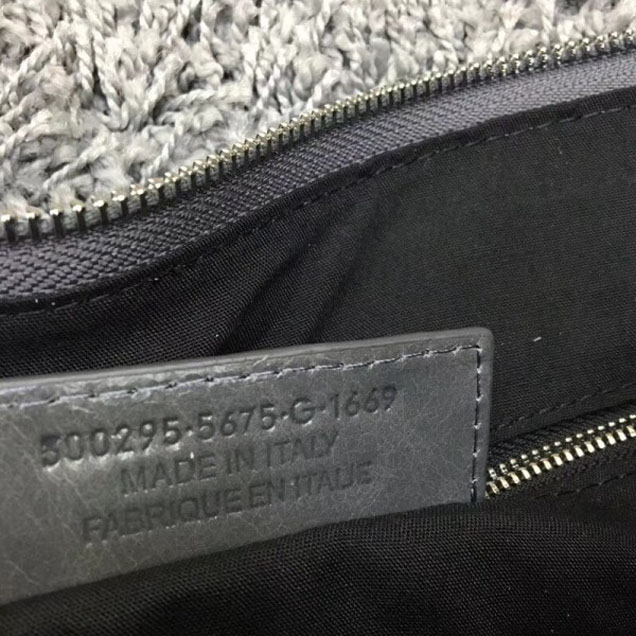 300295·5675·G·1669
MADE IN ITALY
FABRIQUE EN ITALIE